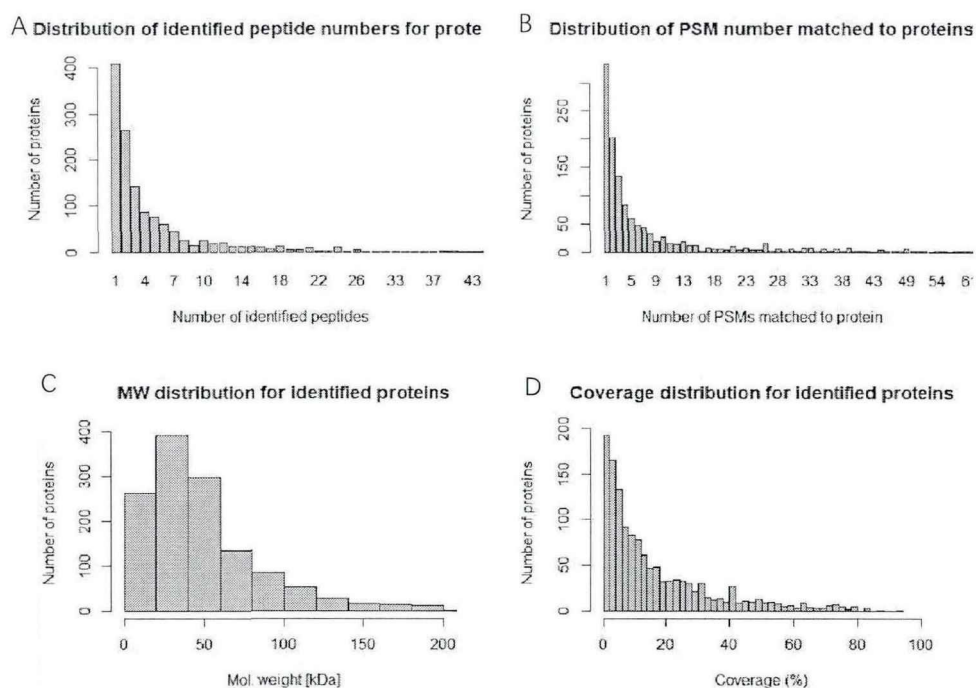 A Distribution of identified peptide numbers for prote
Number of proteins
0 100 200 300 400
1 4 7 10 14 18 22 26 33 37 43
Number of identified peptides
B Distribution of PSM number matched to proteins
Number of proteins
0 50 150 250
1 5 9 13 18 23 28 33 38 43 49 54 61
Number of PSMs matched to protein
C MW distribution for identified proteins
Number of proteins
0 100 200 300 400
0 50 100 150 200
Mol. weight [kDa]
D Coverage distribution for identified proteins
Number of proteins
0 50 100 150 200
0 20 40 60 80 100
Coverage (%)